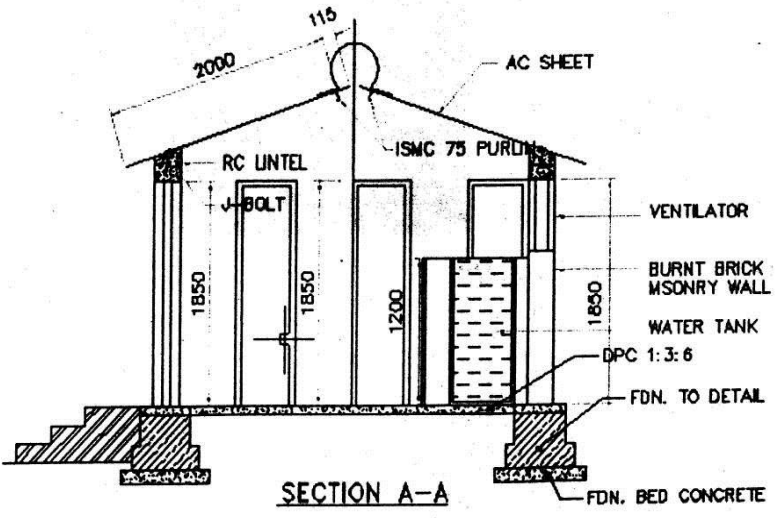 115
2000
AC SHEET
ISMC 75 PURLIN
RC LINTEL
J-BOLT
VENTILATOR
BURNT BRICK
MSONRY WALL
1850
1850
1200
1850
WATER TANK
DPC 1:3:6
FDN. TO DETAIL
FDN. BED CONCRETE
SECTION A-A